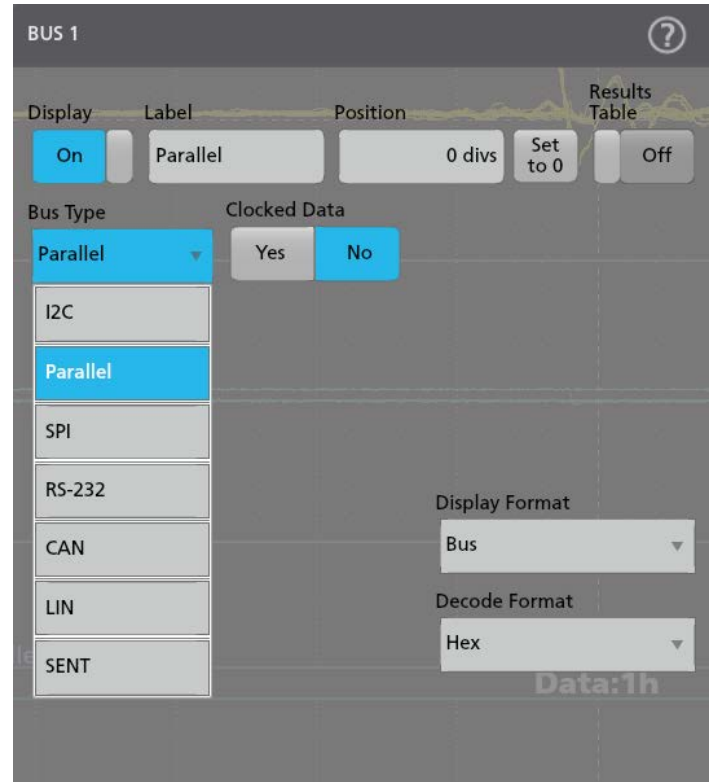 BUS 1
?
Display
Label
Position
Results
Table
On
Parallel
0 divs
Set
to 0
Off
Bus Type
Clocked Data
Parallel
Yes
No
I2C
Parallel
SPI
RS-232
CAN
LIN
SENT
Display Format
Bus
Decode Format
Hex
Data:1h